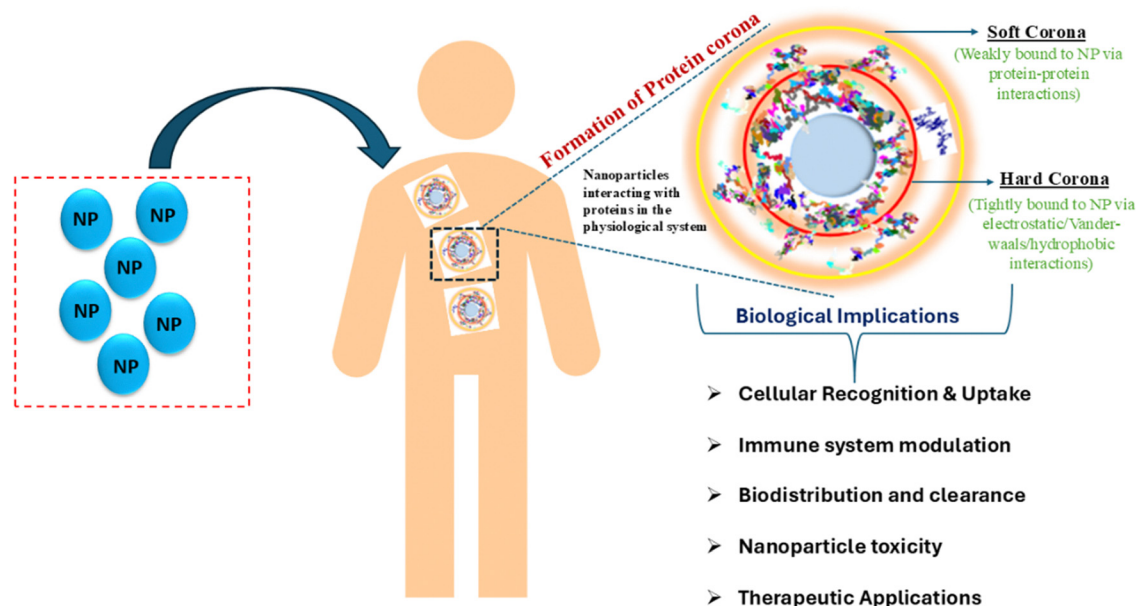 NP
NP
NP
NP
NP
NP
Formation of Protein corona
Nanoparticles
interacting with
proteins in the
physiological system
Soft Corona
(Weakly bound to NP via
protein-protein
interactions)
Hard Corona
(Tightly bound to NP via
electrostatic/Vander-
waals/hydrophobic
interactions)
Biological Implications
➢ Cellular Recognition & Uptake
➢ Immune system modulation
➢ Biodistribution and clearance
➢ Nanoparticle toxicity
➢ Therapeutic Applications